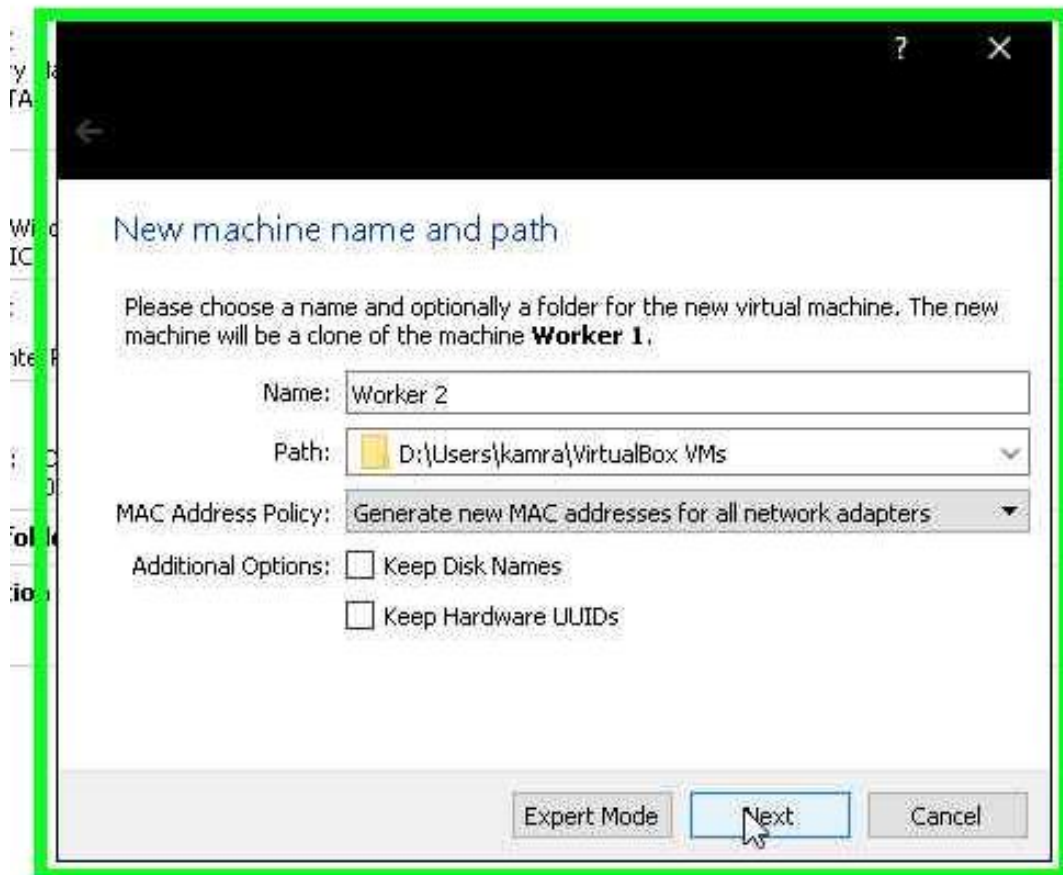 ?
New machine name and path
Please choose a name and optionally a folder for the new virtual machine. The new
machine will be a clone of the machine Worker 1.
Name: Worker 2
Path: D:\Users\kamra\VirtualBox VMs
MAC Address Policy: Generate new MAC addresses for all network adapters
Additional Options: Keep Disk Names
Keep Hardware UUIDs
Expert Mode Next Cancel